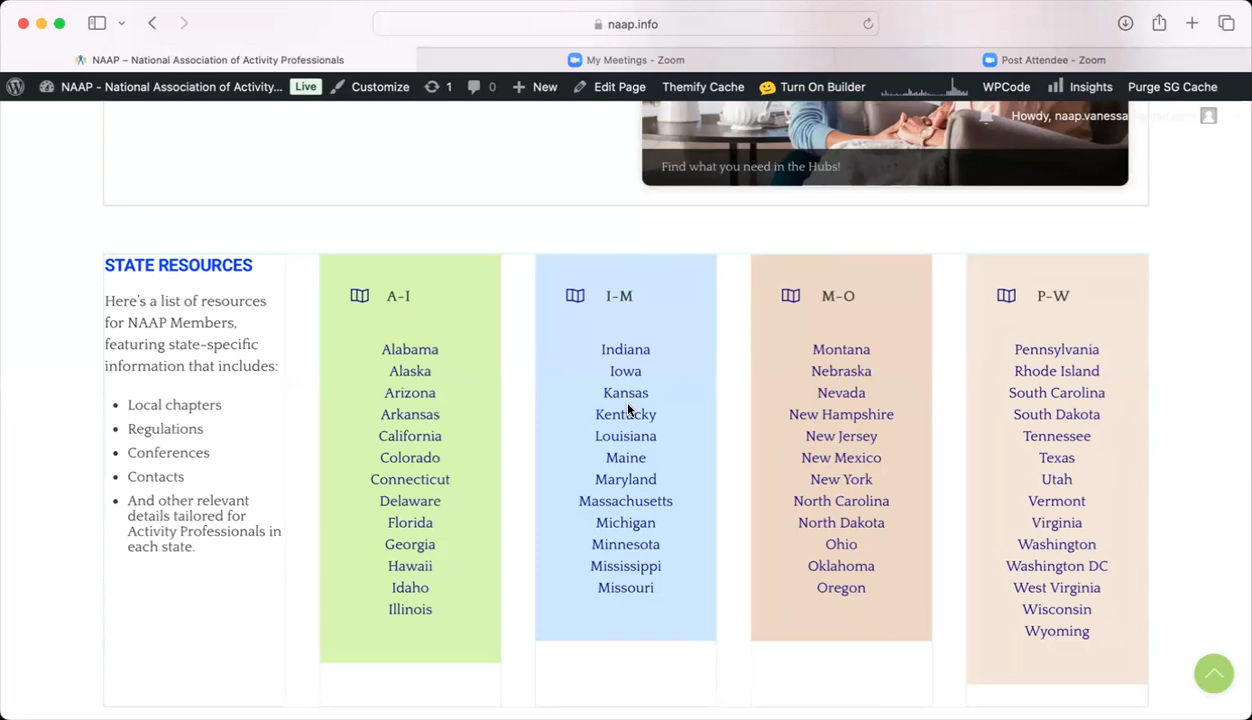 naap.info
NAAP – National Association of Activity Professionals
My Meetings - Zoom
Post Attendee - Zoom
NAAP - National Association of Activity...
Live
Customize
1
0
New
Edit Page
Themify Cache
Turn On Builder
WPCode
Insights
Purge SG Cache
Howdy, naap.vanessa
Find what you need in the Hubs!
STATE RESOURCES
Here's a list of resources
for NAAP Members,
featuring state-specific
information that includes:
• Local chapters
• Regulations
• Conferences
• Contacts
• And other relevant
details tailored for
Activity Professionals in
each state.
A-I
Alabama
Alaska
Arizona
Arkansas
California
Colorado
Connecticut
Delaware
Florida
Georgia
Hawaii
Idaho
Illinois
I-M
Indiana
Iowa
Kansas
Kentucky
Louisiana
Maine
Maryland
Massachusetts
Michigan
Minnesota
Mississippi
Missouri
M-O
Montana
Nebraska
Nevada
New Hampshire
New Jersey
New Mexico
New York
North Carolina
North Dakota
Ohio
Oklahoma
Oregon
P-W
Pennsylvania
Rhode Island
South Carolina
South Dakota
Tennessee
Texas
Utah
Vermont
Virginia
Washington
Washington DC
West Virginia
Wisconsin
Wyoming